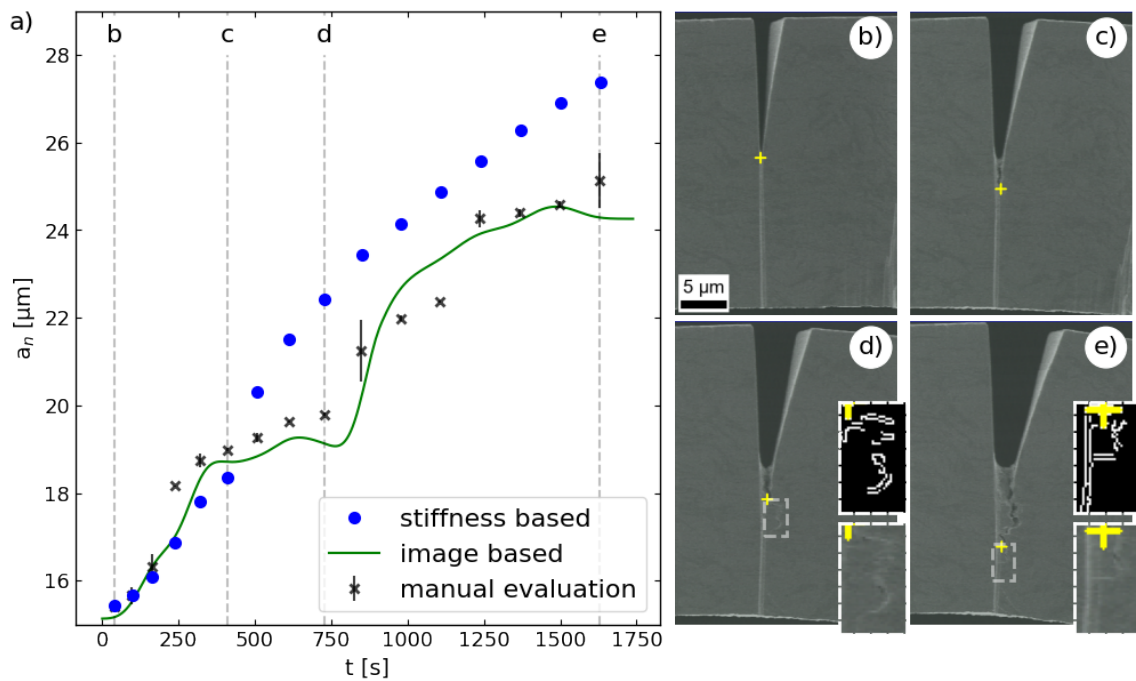 a)
b c d e
28
26
24
22
20
18
16
aₙ [μm]
0 250 500 750 1000 1250 1500 1750
t [s]
stiffness based
image based
manual evaluation
b)
5 μm
c)
d)
e)